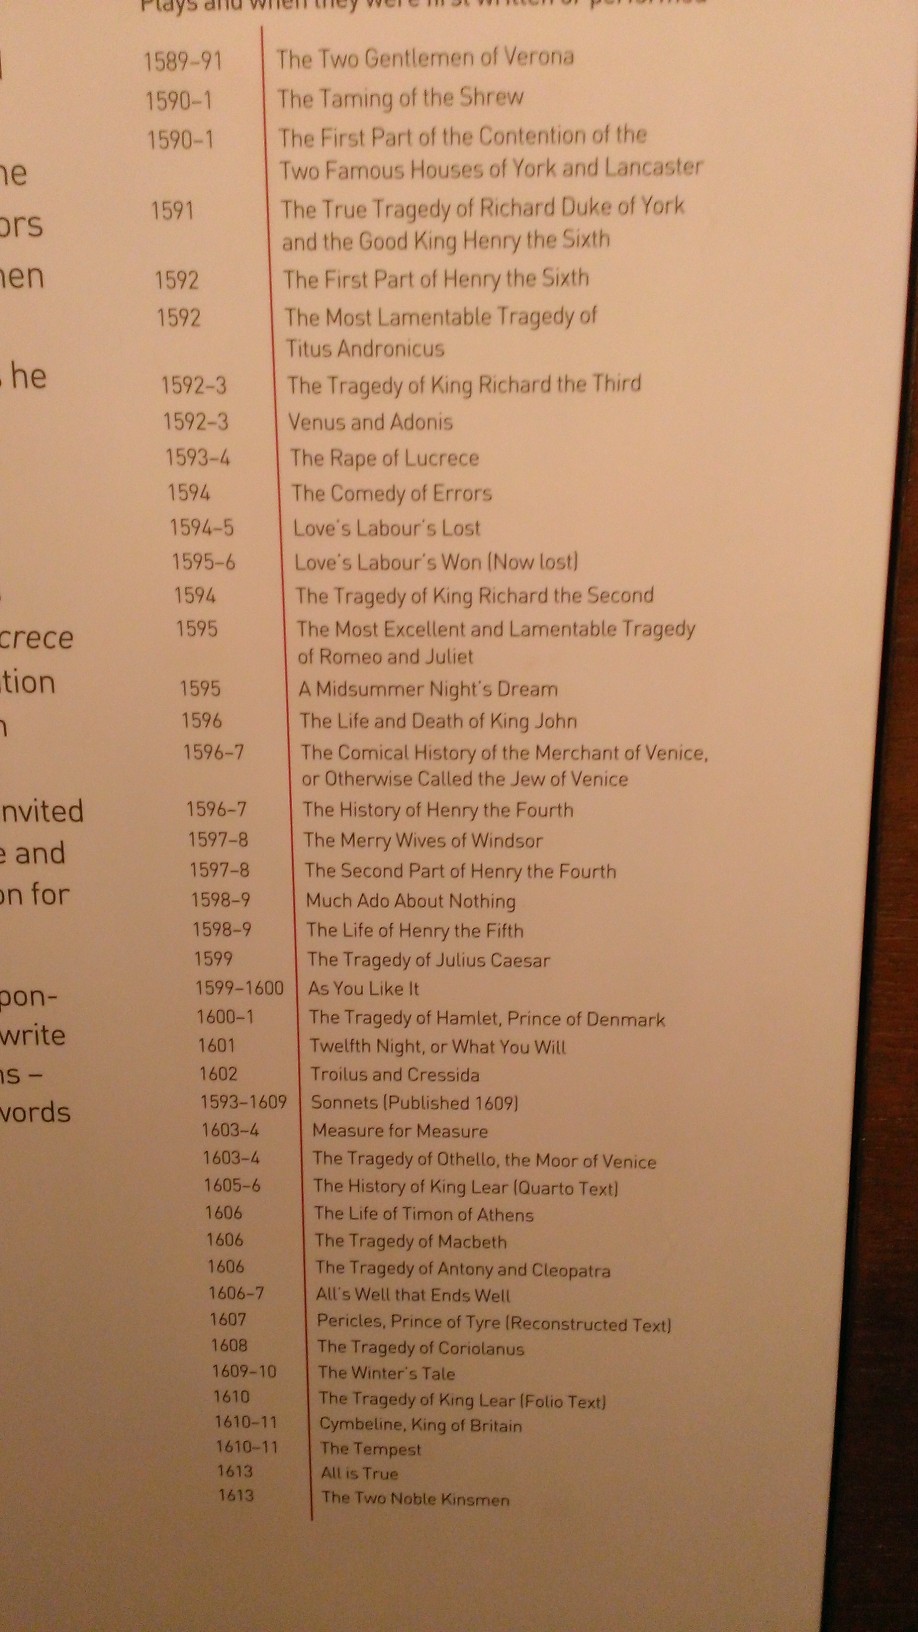 Plays and when they were first written or performed
1589–91 The Two Gentlemen of Verona
1590–1 The Taming of the Shrew
1590–1 The First Part of the Contention of the
Two Famous Houses of York and Lancaster
1591 The True Tragedy of Richard Duke of York
and the Good King Henry the Sixth
1592 The First Part of Henry the Sixth
1592 The Most Lamentable Tragedy of
Titus Andronicus
1592–3 The Tragedy of King Richard the Third
1592–3 Venus and Adonis
1593–4 The Rape of Lucrece
1594 The Comedy of Errors
1594–5 Love's Labour's Lost
1595–6 Love's Labour's Won (Now lost)
1594 The Tragedy of King Richard the Second
1595 The Most Excellent and Lamentable Tragedy
of Romeo and Juliet
1595 A Midsummer Night's Dream
1596 The Life and Death of King John
1596–7 The Comical History of the Merchant of Venice,
or Otherwise Called the Jew of Venice
1596–7 The History of Henry the Fourth
1597–8 The Merry Wives of Windsor
1597–8 The Second Part of Henry the Fourth
1598–9 Much Ado About Nothing
1598–9 The Life of Henry the Fifth
1599 The Tragedy of Julius Caesar
1599–1600 As You Like It
1600–1 The Tragedy of Hamlet, Prince of Denmark
1601 Twelfth Night, or What You Will
1602 Troilus and Cressida
1593–1609 Sonnets (Published 1609)
1603–4 Measure for Measure
1603–4 The Tragedy of Othello, the Moor of Venice
1605–6 The History of King Lear (Quarto Text)
1606 The Life of Timon of Athens
1606 The Tragedy of Macbeth
1606 The Tragedy of Antony and Cleopatra
1606–7 All's Well that Ends Well
1607 Pericles, Prince of Tyre (Reconstructed Text)
1608 The Tragedy of Coriolanus
1609–10 The Winter's Tale
1610 The Tragedy of King Lear (Folio Text)
1610–11 Cymbeline, King of Britain
1610–11 The Tempest
1613 All is True
1613 The Two Noble Kinsmen
he
and
on for
write
–